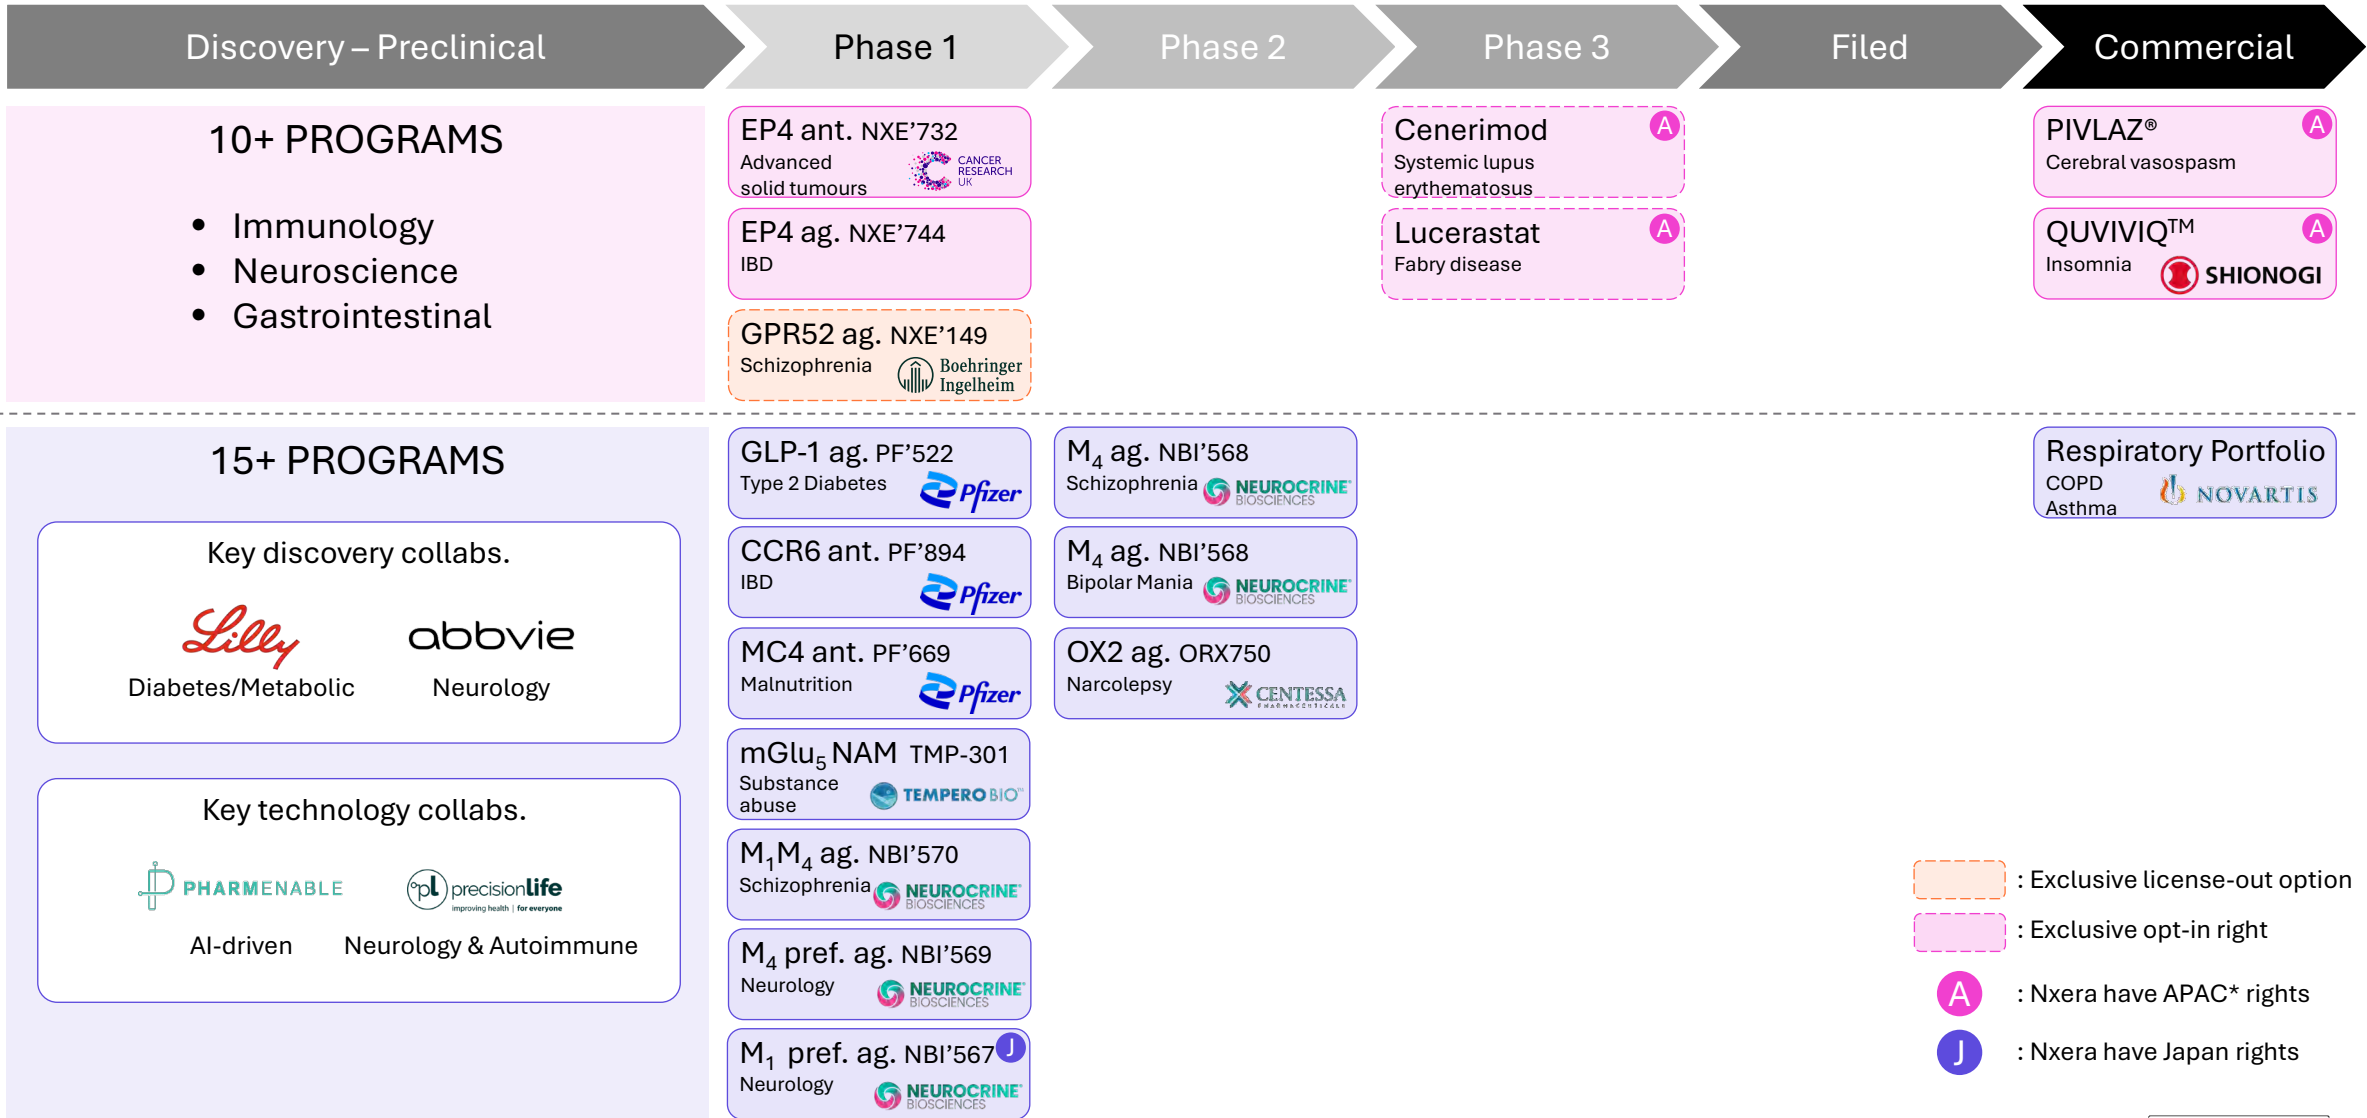 Discovery – Preclinical
Phase 1
Phase 2
Phase 3
Filed
Commercial
10+ PROGRAMS
• Immunology
• Neuroscience
• Gastrointestinal
EP4 ant. NXE’732
Advanced
solid tumours
CANCER
RESEARCH
UK
EP4 ag. NXE’744
IBD
GPR52 ag. NXE’149
Schizophrenia
Boehringer
Ingelheim
Cenerimod
A
Systemic lupus
erythematosus
Lucerastat
A
Fabry disease
PIVLAZ®
A
Cerebral vasospasm
QUVIVIQ™
A
Insomnia
SHIONOGI
15+ PROGRAMS
Key discovery collabs.
Lilly
abbvie
Diabetes/Metabolic
Neurology
Key technology collabs.
PHARMENABLE
pl precisionlife
improving health | for everyone
AI-driven
Neurology & Autoimmune
GLP-1 ag. PF’522
Type 2 Diabetes
Pfizer
CCR6 ant. PF’894
IBD
Pfizer
MC4 ant. PF’669
Malnutrition
Pfizer
mGlu₅ NAM TMP-301
Substance
abuse
TEMPERO BIO™
M₁M₄ ag. NBI’570
Schizophrenia
NEUROCRINE®
BIOSCIENCES
M₄ pref. ag. NBI’569
Neurology
NEUROCRINE®
BIOSCIENCES
M₁ pref. ag. NBI’567
J
Neurology
NEUROCRINE®
BIOSCIENCES
M₄ ag. NBI’568
Schizophrenia
NEUROCRINE®
BIOSCIENCES
M₄ ag. NBI’568
Bipolar Mania
NEUROCRINE®
BIOSCIENCES
OX2 ag. ORX750
Narcolepsy
CENTESSA
PHARMACEUTICALS
Respiratory Portfolio
COPD
Asthma
NOVARTIS
: Exclusive license-out option
: Exclusive opt-in right
A : Nxera have APAC* rights
J : Nxera have Japan rights